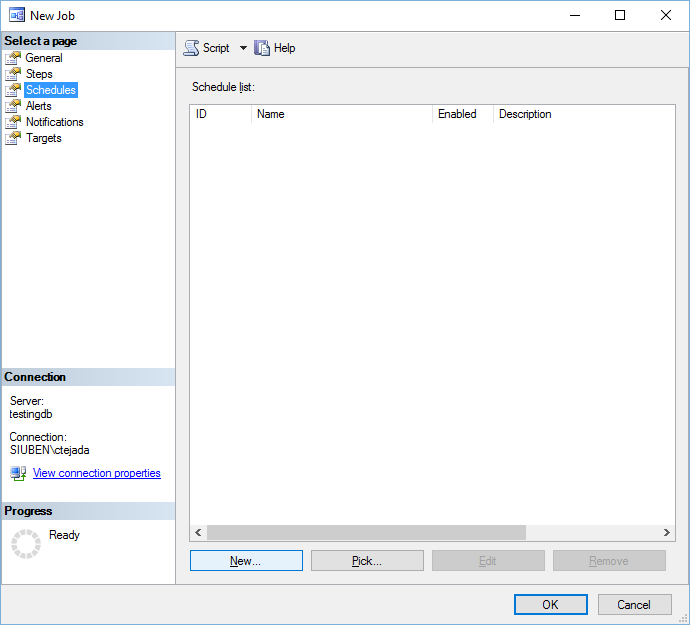 New Job
Select a page
General
Steps
Schedules
Alerts
Notifications
Targets
Script
Help
Schedule list:
ID Name Enabled Description
Connection
Server:
testingdb
Connection:
SIUBEN\ctejada
View connection properties
Progress
Ready
New... Pick... Edit Remove
OK Cancel